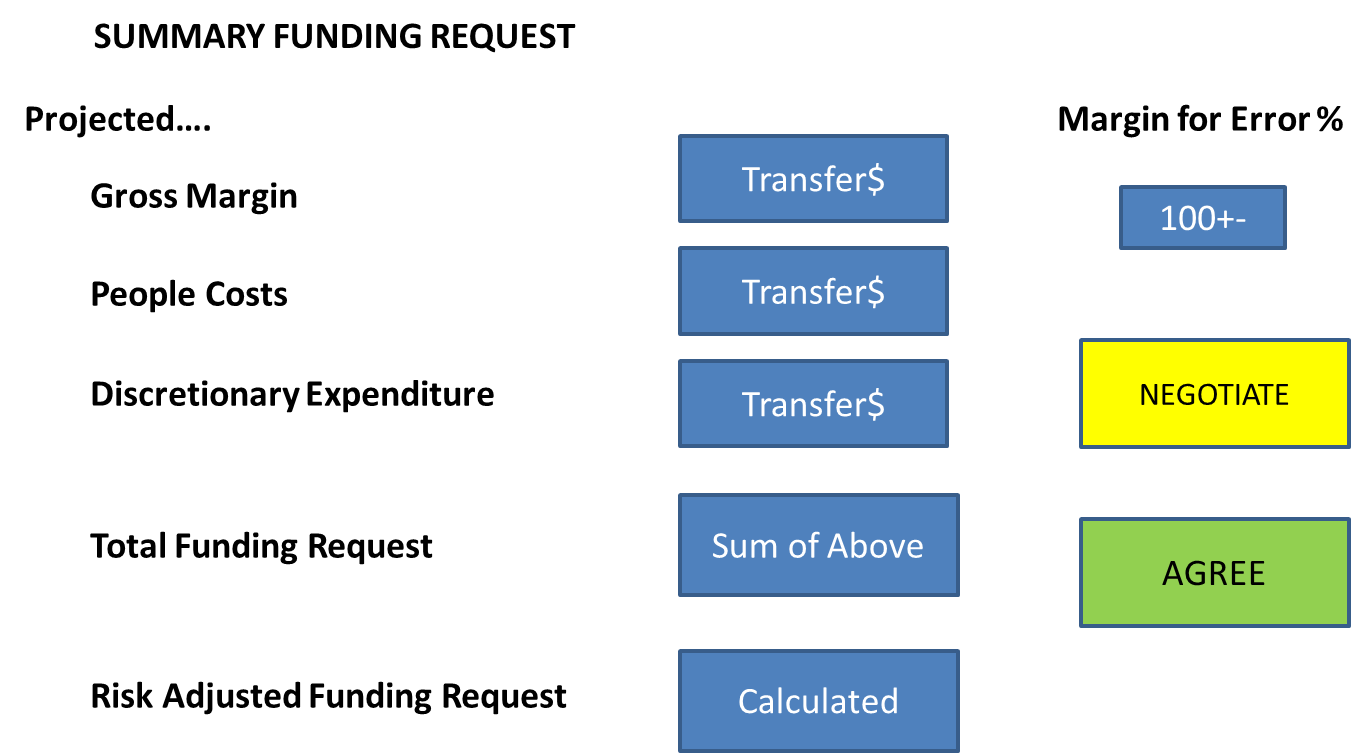 SUMMARY FUNDING REQUEST
Projected....
Margin for Error %
Gross Margin
Transfer$
100+-
People Costs
Transfer$
Discretionary Expenditure
Transfer$
NEGOTIATE
Total Funding Request
Sum of Above
AGREE
Risk Adjusted Funding Request
Calculated